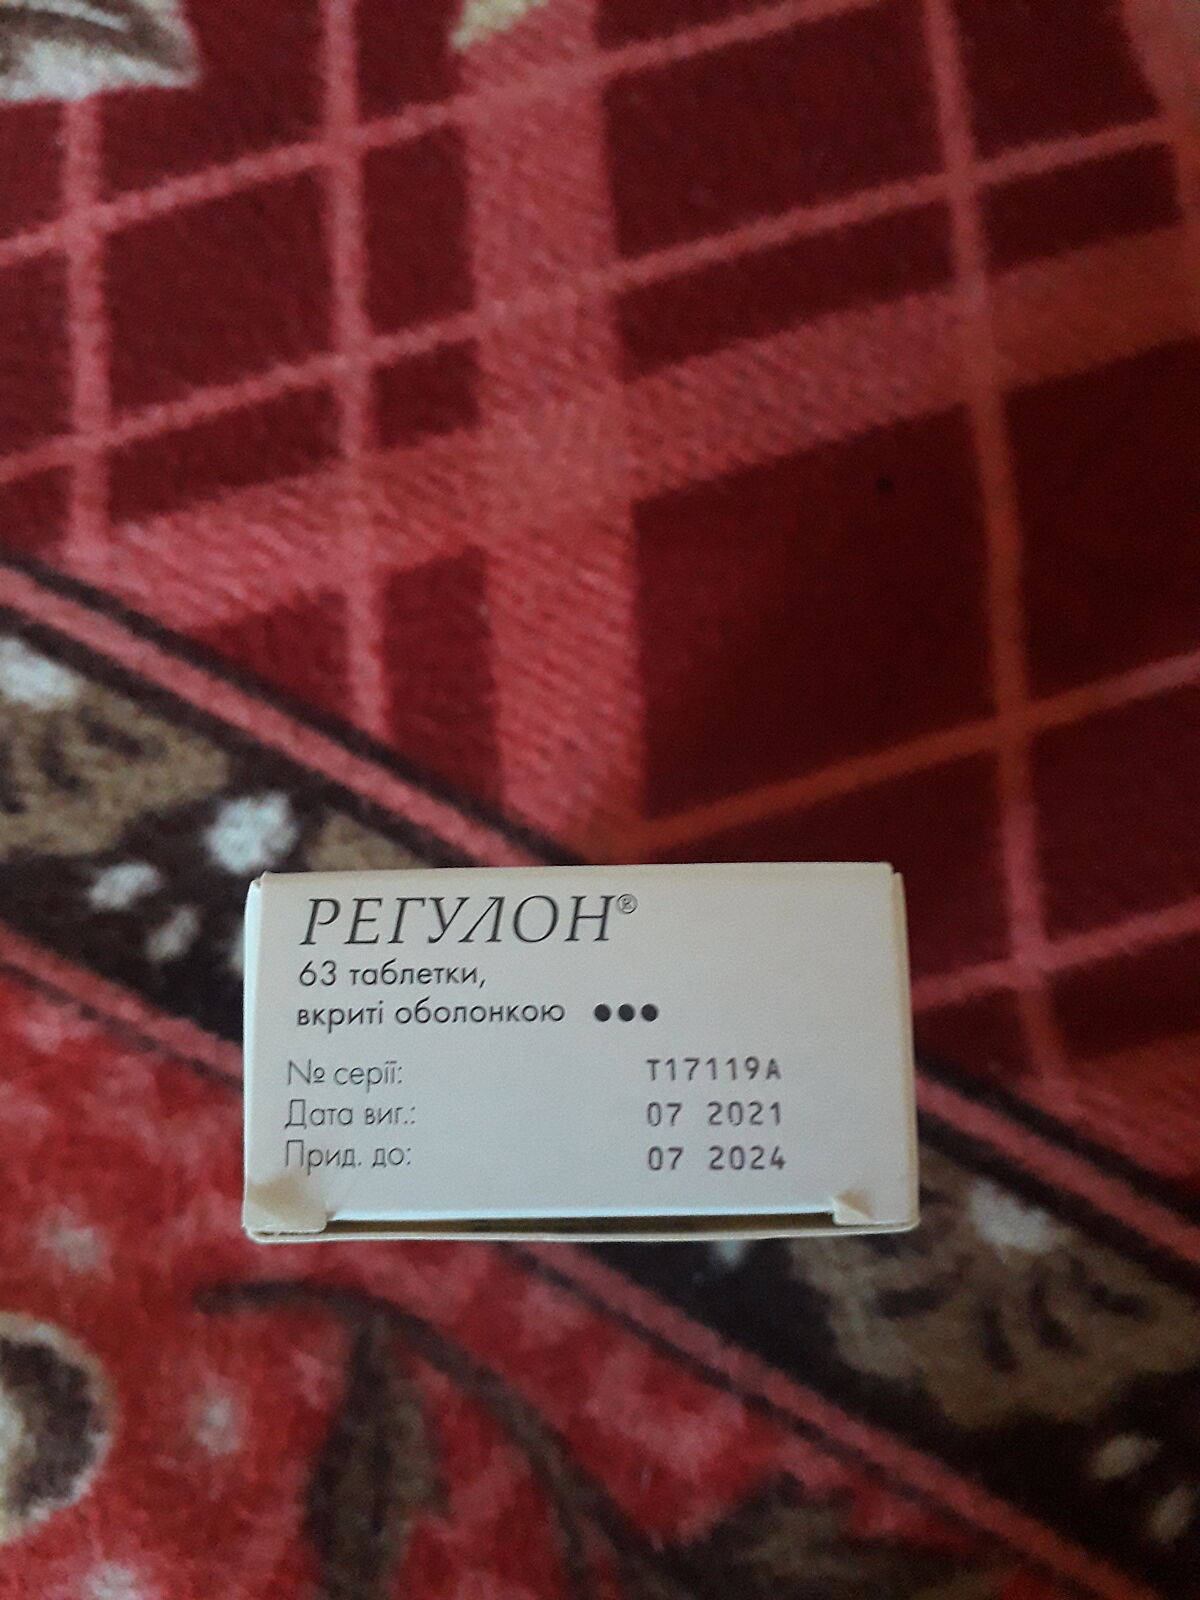 РЕГУЛОН®
63 таблетки,
вкриті оболонкою ●●●
№ серії: T17119A
Дата виг.: 07 2021
Прид. до: 07 2024